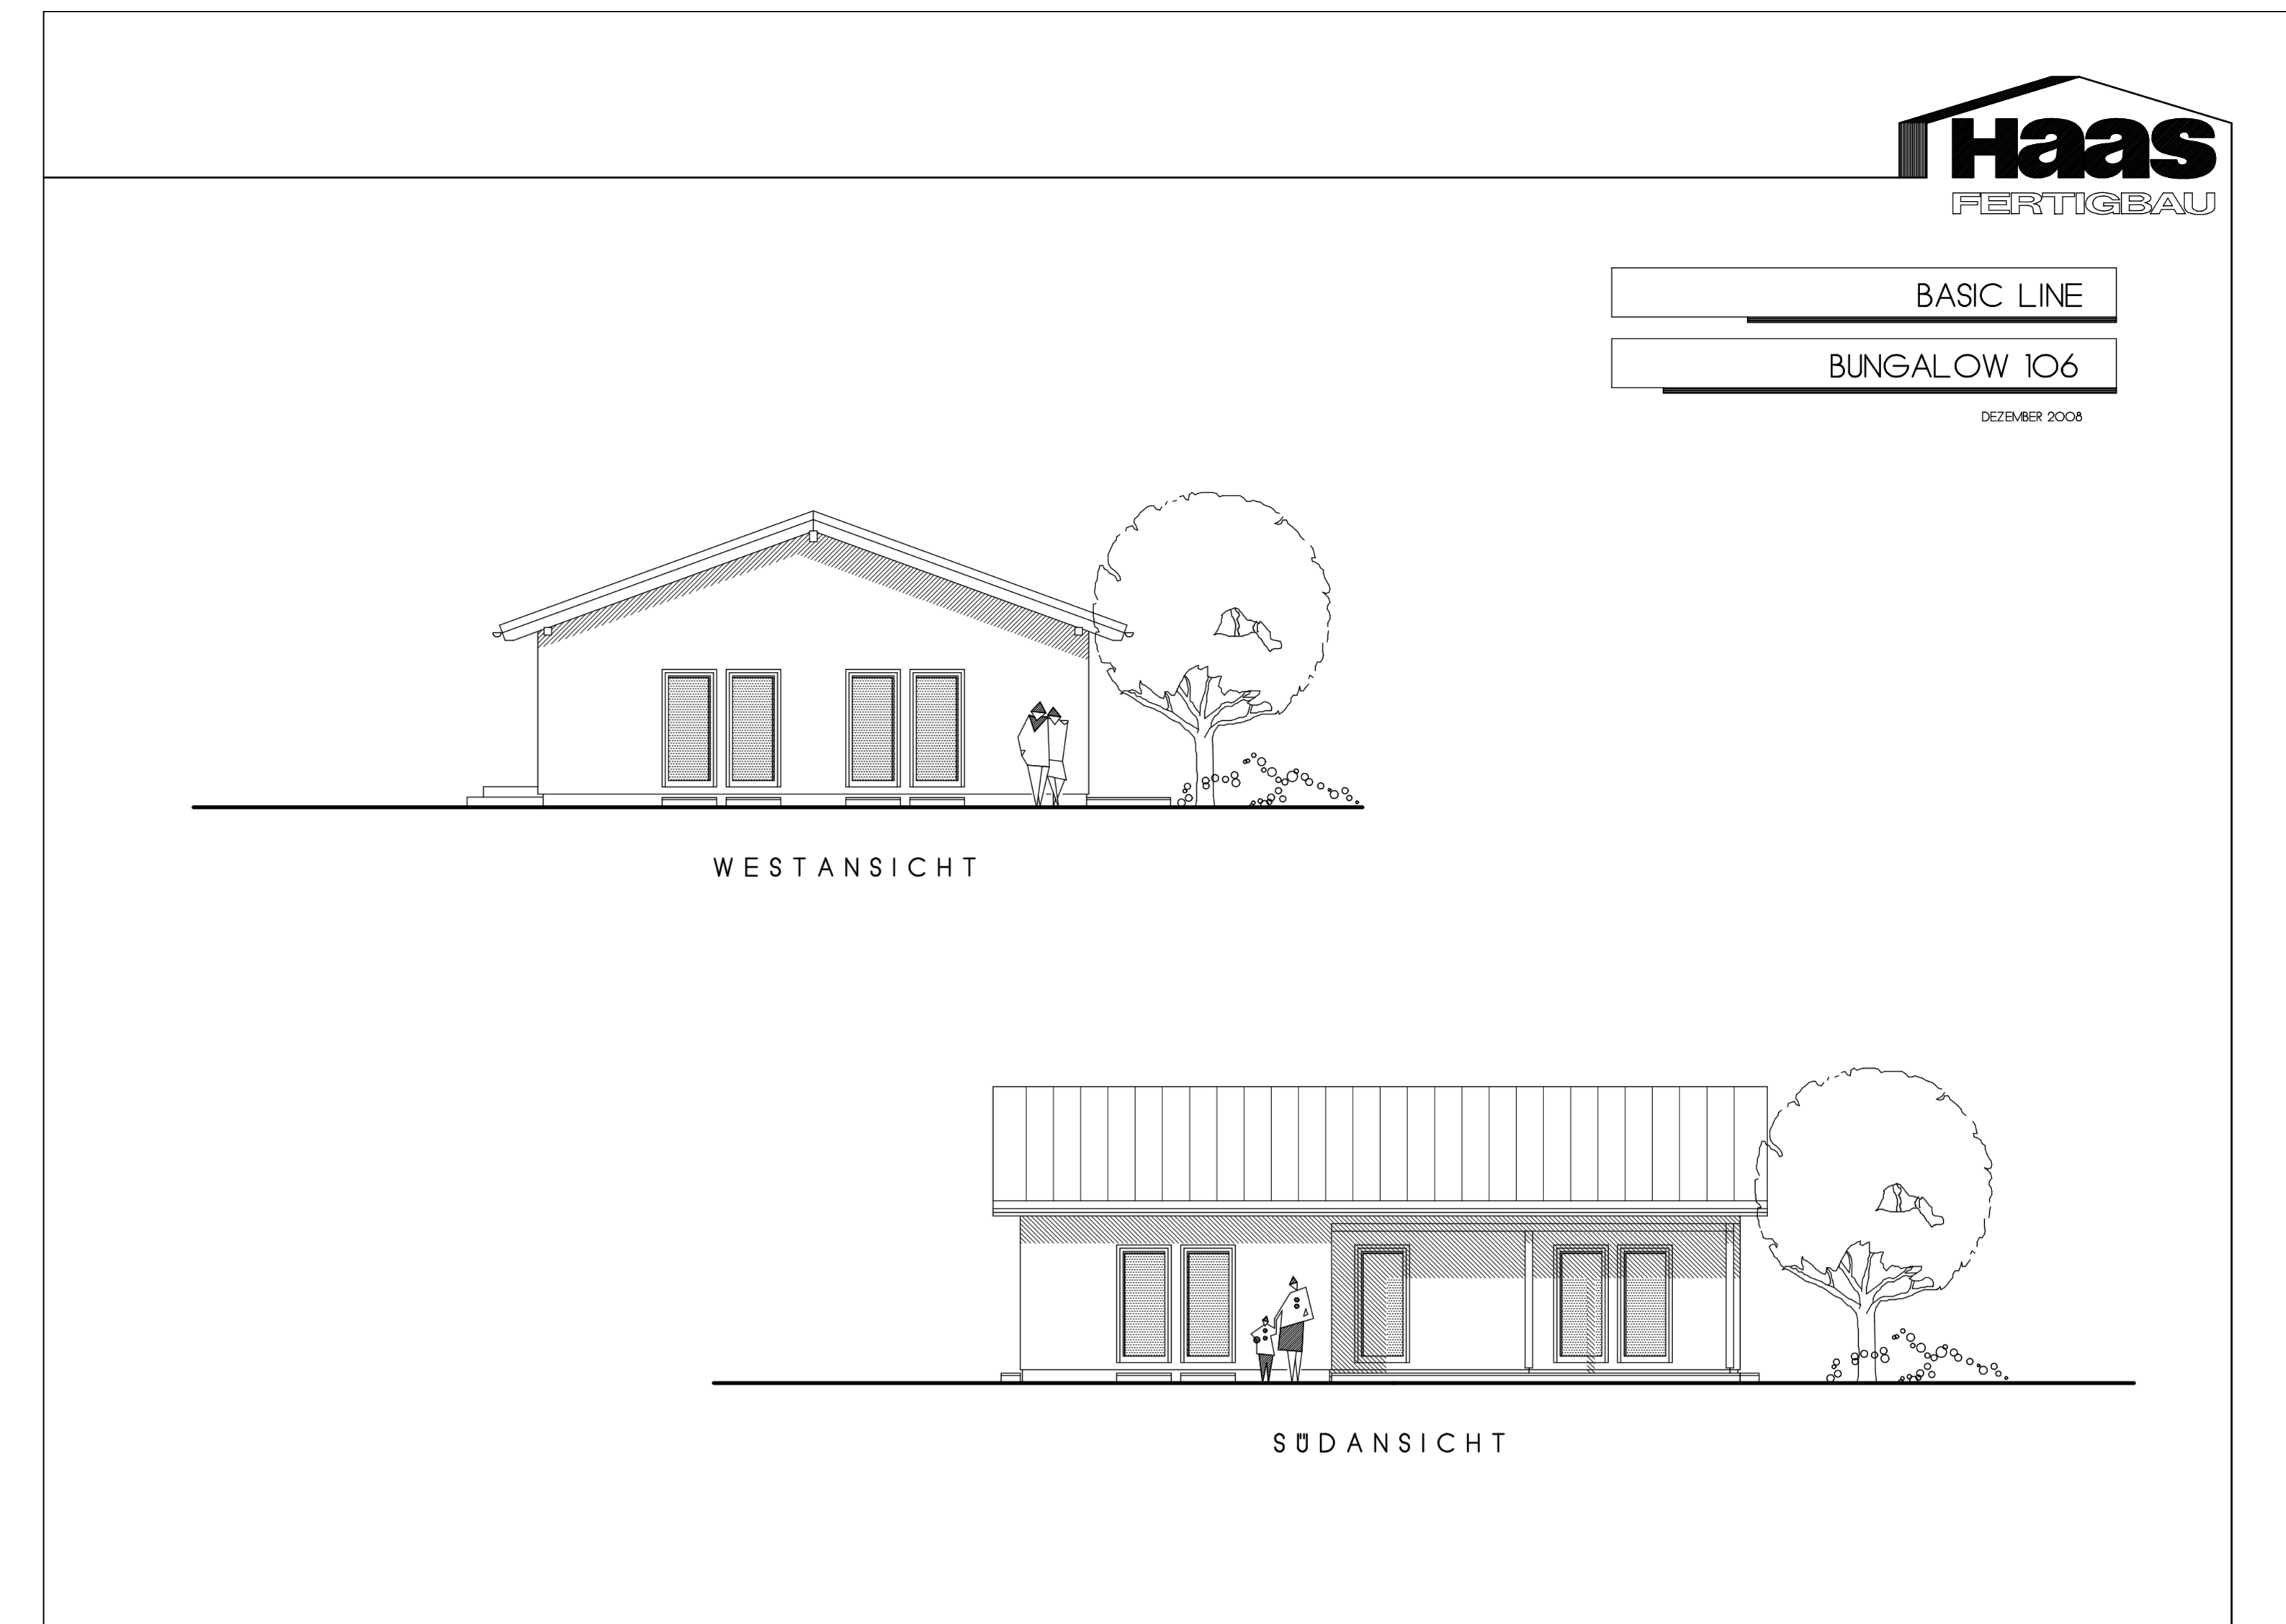 Haas
FERTIGBAU
BASIC LINE
BUNGALOW 106
DEZEMBER 2008
WESTANSICHT
SÜDANSICHT